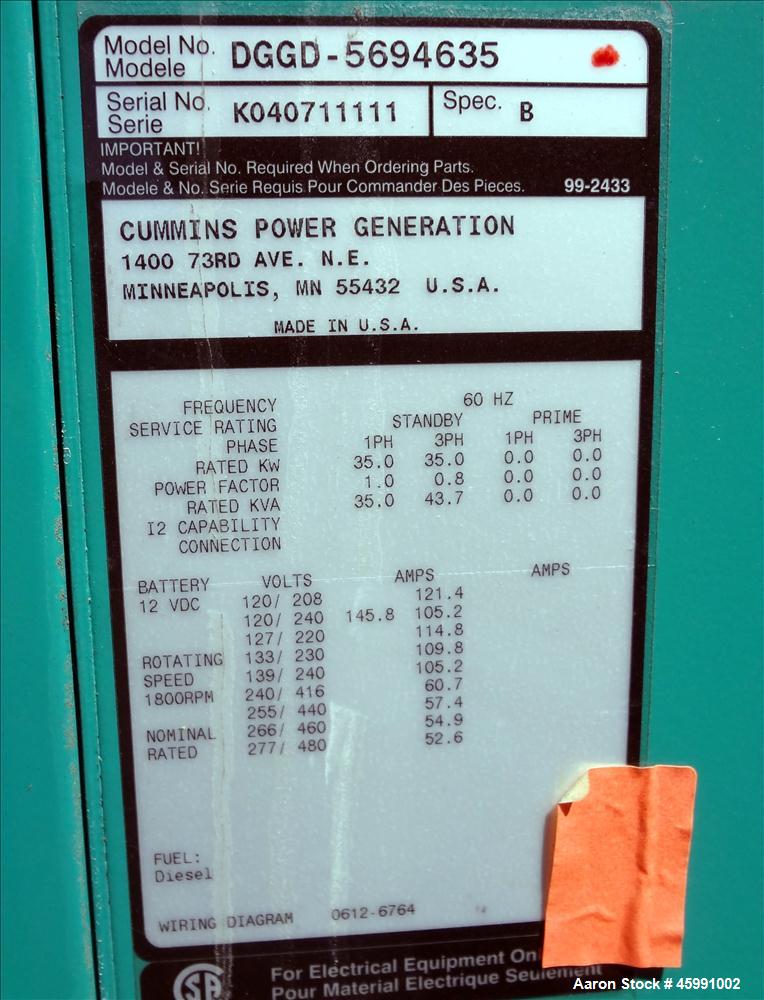 Model No. DGGD-5694635
Modele
Serial No. K040711111 Spec. B
Serie
IMPORTANT!
Model & Serial No. Required When Ordering Parts.
Modele & No. Serie Requis Pour Commander Des Pieces. 99-2433
CUMMINS POWER GENERATION
1400 73RD AVE. N.E.
MINNEAPOLIS, MN 55432 U.S.A.
MADE IN U.S.A.
FREQUENCY 60 HZ
SERVICE RATING STANDBY PRIME
PHASE 1PH 3PH 1PH 3PH
RATED KW 35.0 35.0 0.0 0.0
POWER FACTOR 1.0 0.8 0.0 0.0
RATED KVA 35.0 43.7 0.0 0.0
I2 CAPABILITY
CONNECTION
BATTERY VOLTS AMPS AMPS
12 VDC 120/ 208 121.4
120/ 240 145.8 105.2
127/ 220 114.8
ROTATING 133/ 230 109.8
SPEED 139/ 240 105.2
1800RPM 240/ 416 60.7
255/ 440 57.4
NOMINAL 266/ 460 54.9
RATED 277/ 480 52.6
FUEL:
Diesel
WIRING DIAGRAM 0612-6764
SA For Electrical Equipment On
Pour Material Electrique Seulement
Aaron Stock # 45991002